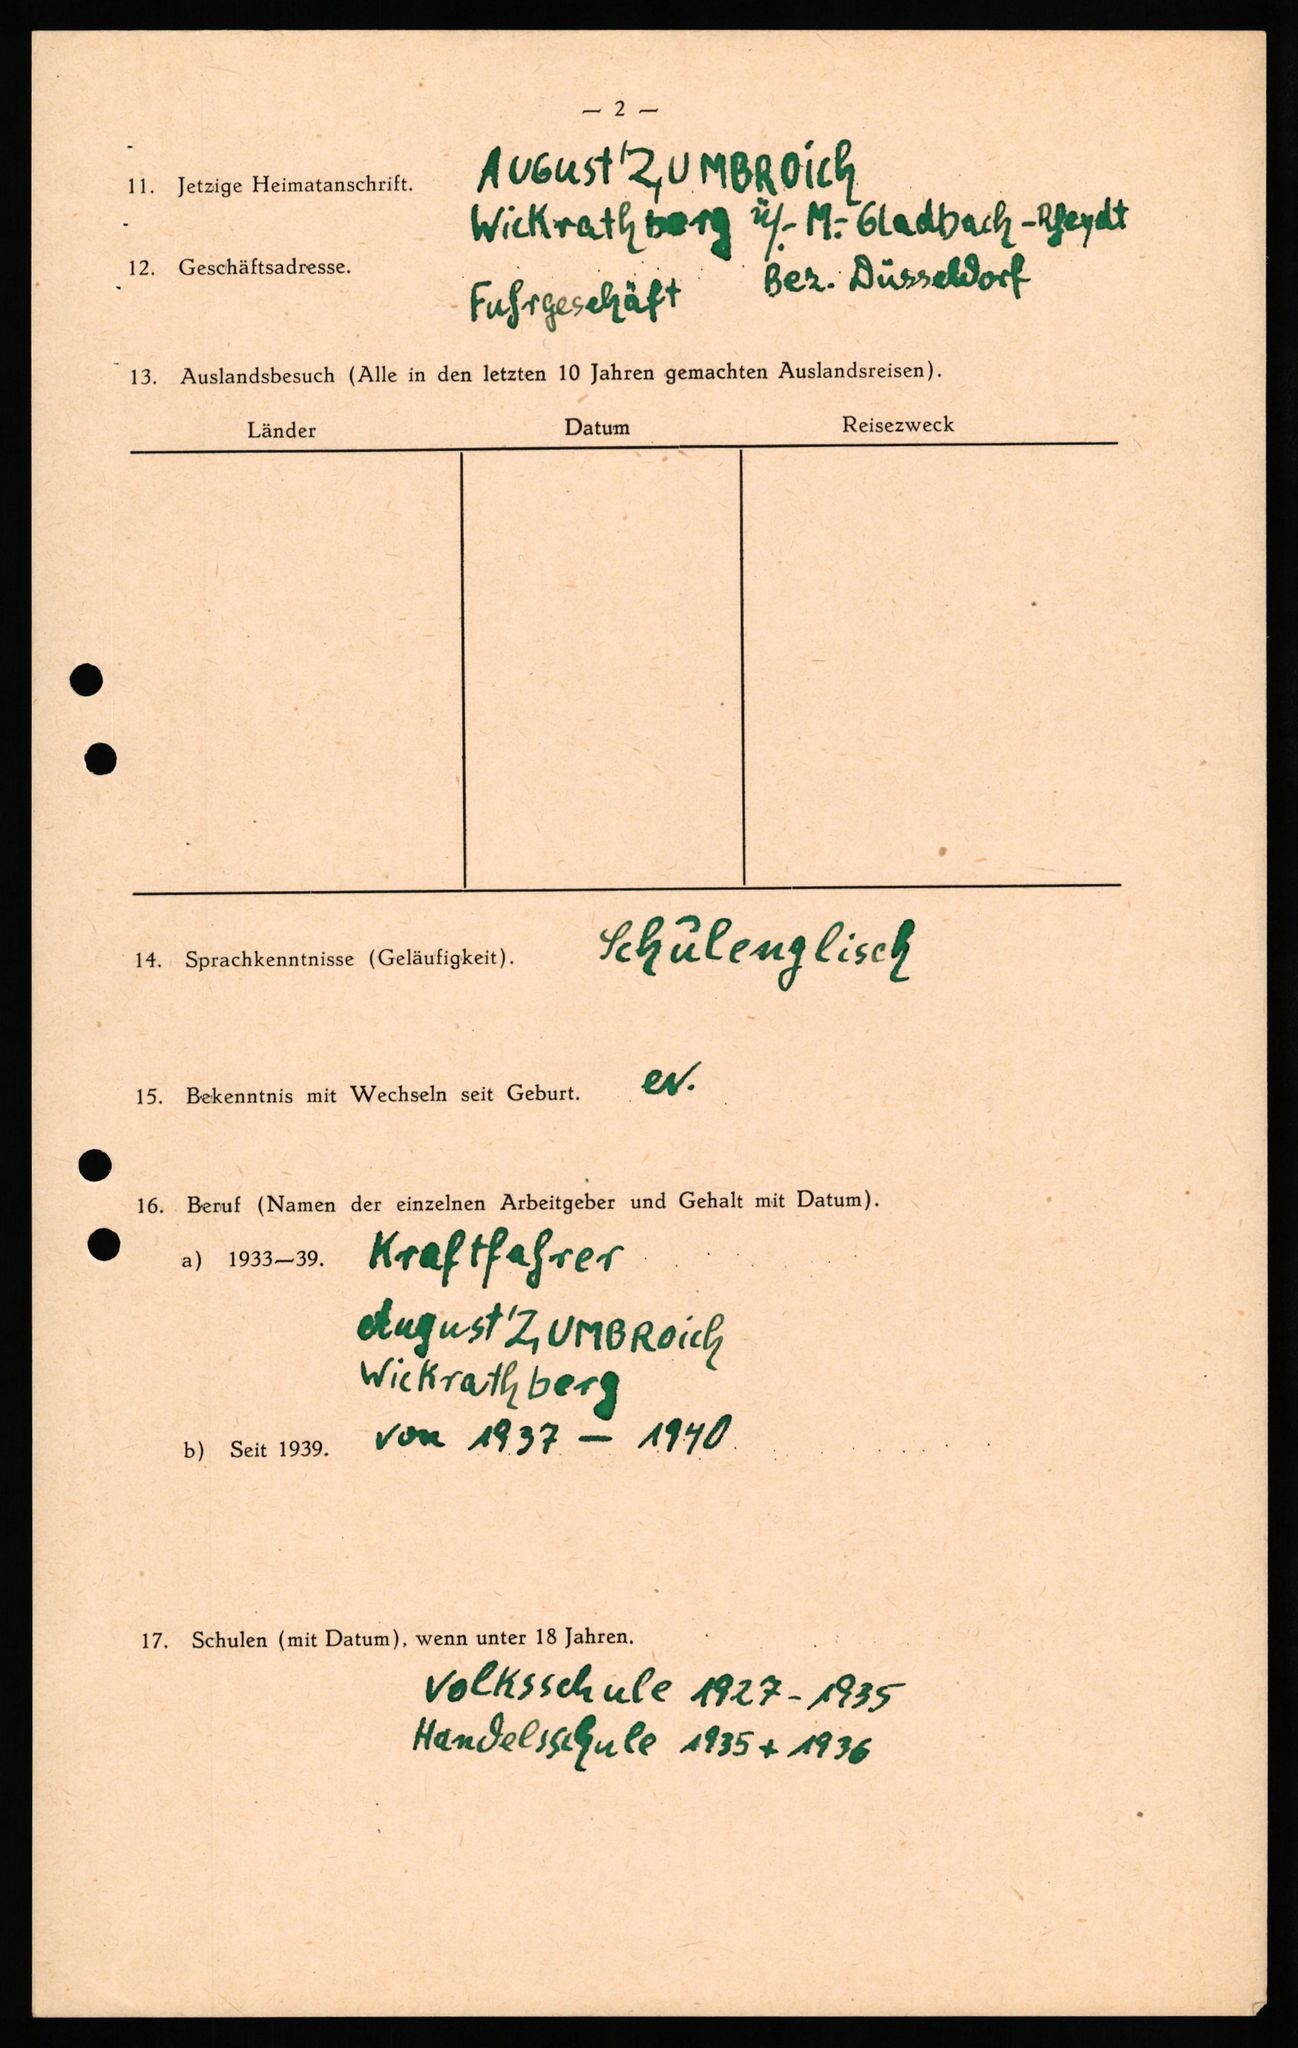 — 2 —
11. Jetzige Heimatanschrift. August Zumbroich
Wickrathberg ü/. M.-Gladbach-Rheydt
12. Geschäftsadresse. Bez. Düsseldorf
Fuhrgeschäft
13. Auslandsbesuch (Alle in den letzten 10 Jahren gemachten Auslandsreisen).
Länder Datum Reisezweck
14. Sprachkenntnisse (Geläufigkeit). Schulenglisch
15. Bekenntnis mit Wechseln seit Geburt. ev.
16. Beruf (Namen der einzelnen Arbeitgeber und Gehalt mit Datum).
a) 1933—39. Kraftfahrer
August Zumbroich
Wickrathberg
b) Seit 1939. von 1937 — 1940
17. Schulen (mit Datum), wenn unter 18 Jahren.
Volksschule 1927 - 1935
Handelsschule 1935 + 1936